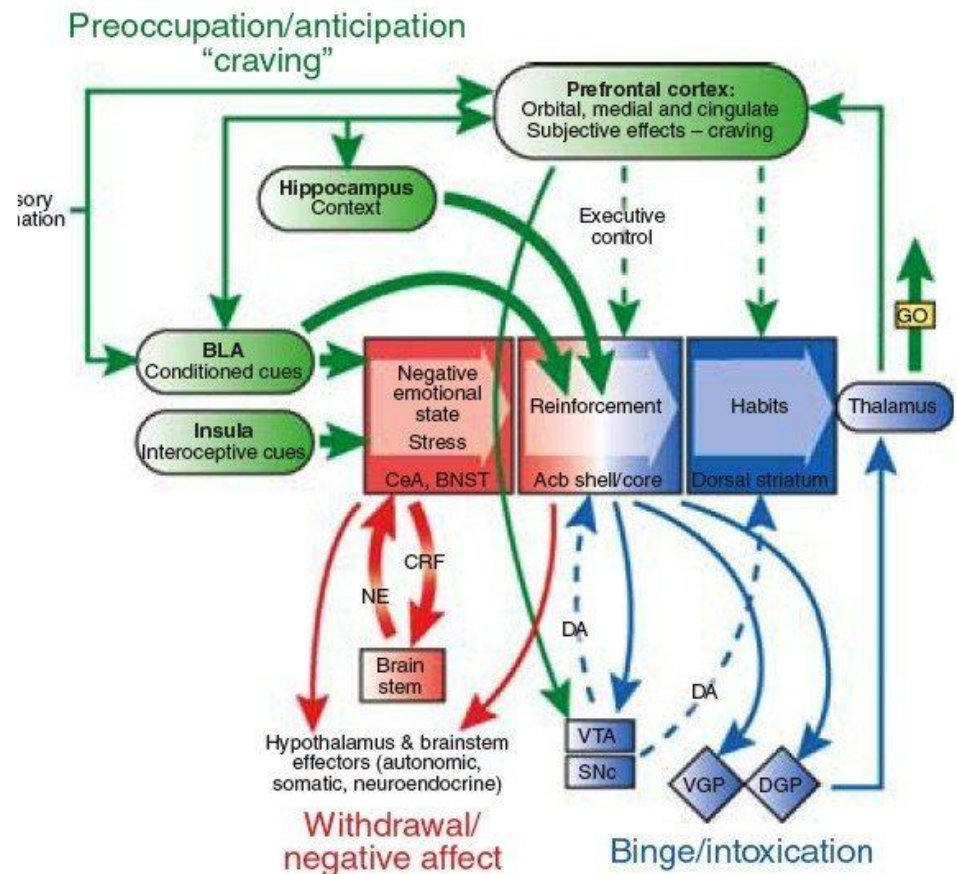 Preoccupation/anticipation
“craving”
Prefrontal cortex:
Orbital, medial and cingulate
Subjective effects – craving
Hippocampus
Context
Executive
control
GO
BLA
Conditioned cues
Insula
Interoceptive cues
Negative
emotional
state
Stress
CeA, BNST
Reinforcement
Acb shell/core
Habits
Dorsal striatum
Thalamus
NE
CRF
Brain
stem
DA
DA
VTA
SNc
VGP
DGP
Hypothalamus & brainstem
effectors (autonomic,
somatic, neuroendocrine)
Withdrawal/
negative affect
Binge/intoxication